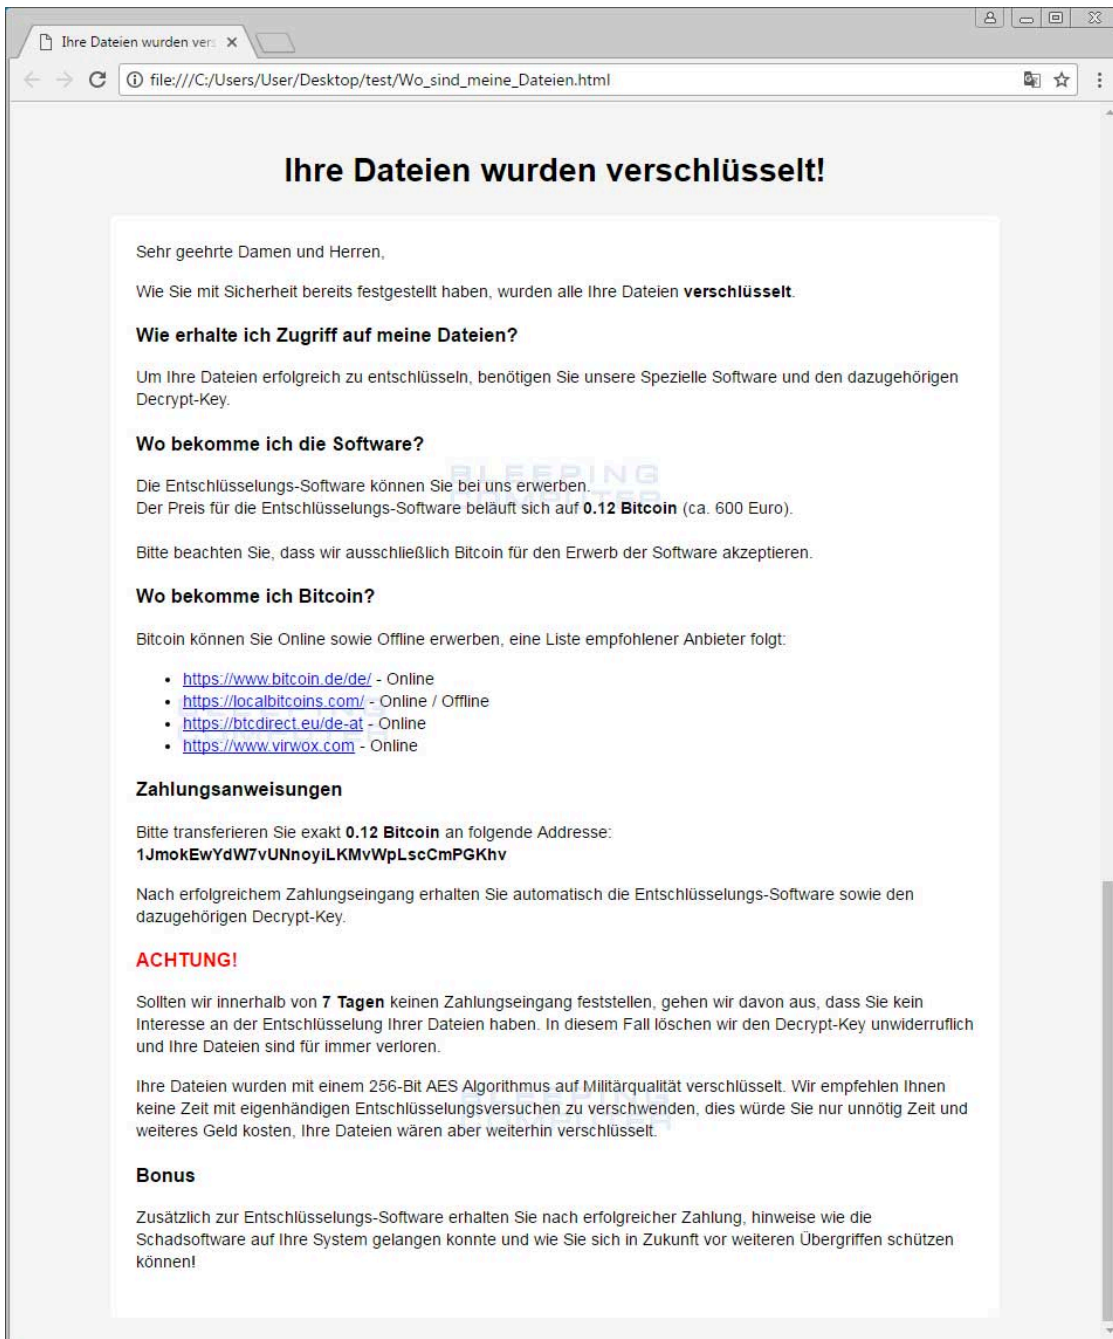 Ihre Dateien wurden vers
file:///C:/Users/User/Desktop/test/Wo_sind_meine_Dateien.html
Ihre Dateien wurden verschlüsselt!
Sehr geehrte Damen und Herren,
Wie Sie mit Sicherheit bereits festgestellt haben, wurden alle Ihre Dateien verschlüsselt.
Wie erhalte ich Zugriff auf meine Dateien?
Um Ihre Dateien erfolgreich zu entschlüsseln, benötigen Sie unsere Spezielle Software und den dazugehörigen
Decrypt-Key.
Wo bekomme ich die Software?
BLEEPING
COMPUTER
Die Entschlüsselungs-Software können Sie bei uns erwerben.
Der Preis für die Entschlüsselungs-Software beläuft sich auf 0.12 Bitcoin (ca. 600 Euro).
Bitte beachten Sie, dass wir ausschließlich Bitcoin für den Erwerb der Software akzeptieren.
Wo bekomme ich Bitcoin?
Bitcoin können Sie Online sowie Offline erwerben, eine Liste empfohlener Anbieter folgt:
• https://www.bitcoin.de/de/ - Online
• https://localbitcoins.com/ - Online / Offline
• https://btcdirect.eu/de-at - Online
• https://www.virwox.com - Online
BLEEPING
COMPUTER
Zahlungsanweisungen
Bitte transferieren Sie exakt 0.12 Bitcoin an folgende Addresse:
1JmokEwYdW7vUNnoyiLKMvWpLscCmPGKhv
Nach erfolgreichem Zahlungseingang erhalten Sie automatisch die Entschlüsselungs-Software sowie den
dazugehörigen Decrypt-Key.
ACHTUNG!
Sollten wir innerhalb von 7 Tagen keinen Zahlungseingang feststellen, gehen wir davon aus, dass Sie kein
Interesse an der Entschlüsselung Ihrer Dateien haben. In diesem Fall löschen wir den Decrypt-Key unwiderruflich
und Ihre Dateien sind für immer verloren.
Ihre Dateien wurden mit einem 256-Bit AES Algorithmus auf Militärqualität verschlüsselt. Wir empfehlen Ihnen
keine Zeit mit eigenhändigen Entschlüsselungsversuchen zu verschwenden, dies würde Sie nur unnötig Zeit und
weiteres Geld kosten, Ihre Dateien wären aber weiterhin verschlüsselt.
BLEEPING
COMPUTER
Bonus
Zusätzlich zur Entschlüsselungs-Software erhalten Sie nach erfolgreicher Zahlung, hinweise wie die
Schadsoftware auf Ihre System gelangen konnte und wie Sie sich in Zukunft vor weiteren Übergriffen schützen
können!